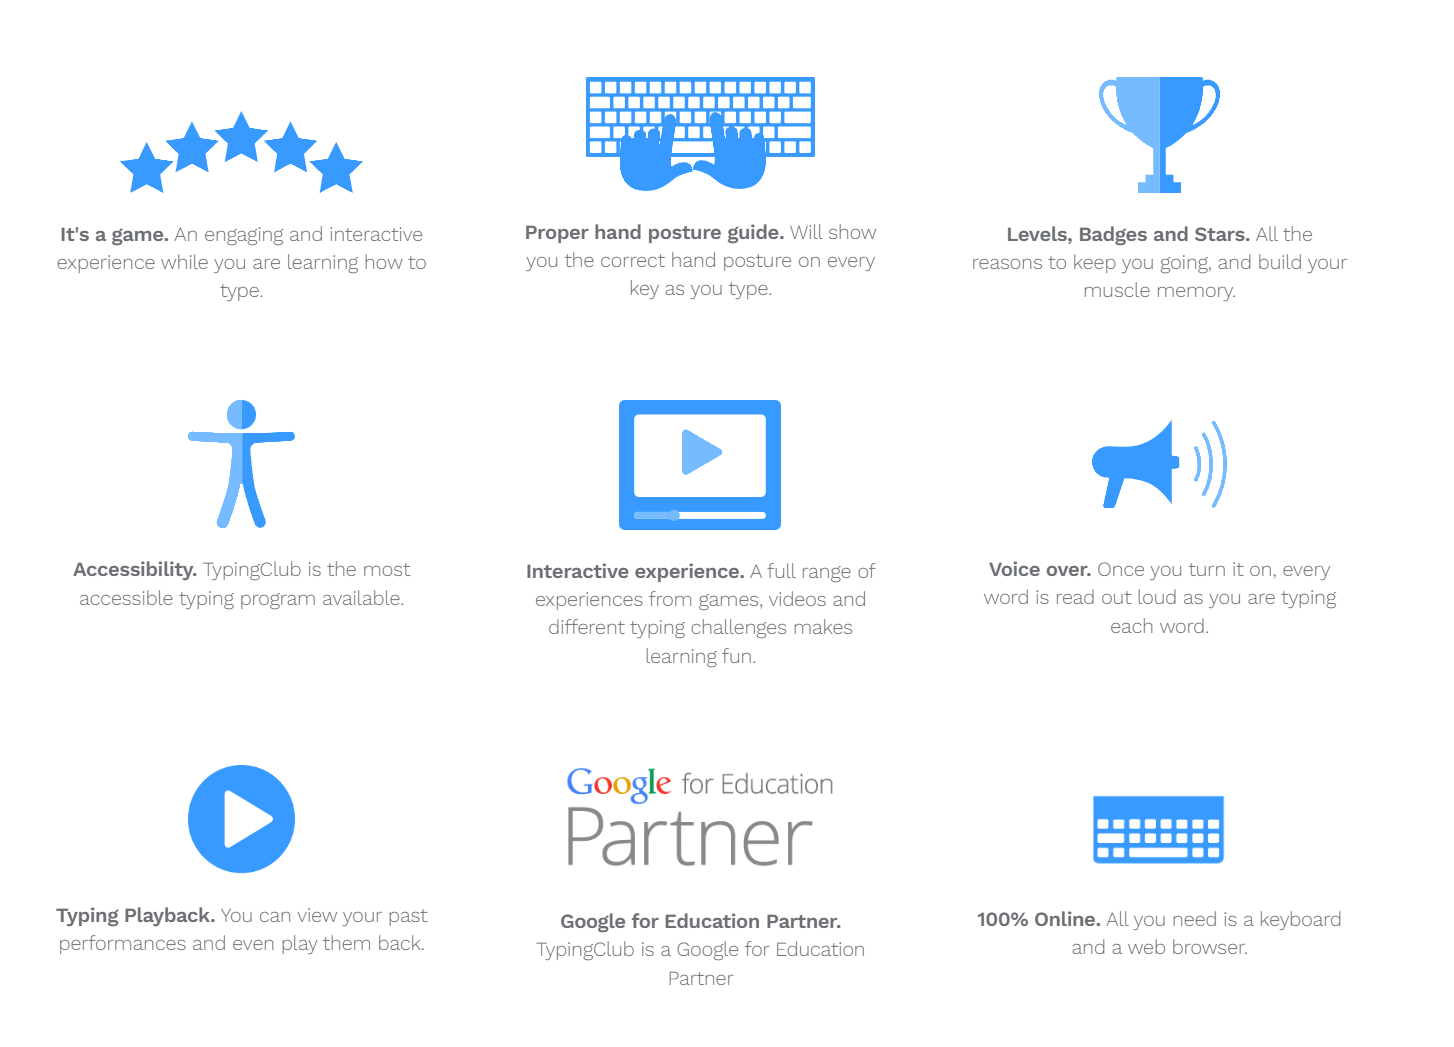 It's a game. An engaging and interactive
experience while you are learning how to
type.
Proper hand posture guide. Will show
you the correct hand posture on every
key as you type.
Levels, Badges and Stars. All the
reasons to keep you going, and build your
muscle memory.
Accessibility. TypingClub is the most
accessible typing program available.
Interactive experience. A full range of
experiences from games, videos and
different typing challenges makes
learning fun.
Voice over. Once you turn it on, every
word is read out loud as you are typing
each word.
Typing Playback. You can view your past
performances and even play them back.
Google for Education
Partner
Google for Education Partner.
TypingClub is a Google for Education
Partner
100% Online. All you need is a keyboard
and a web browser.